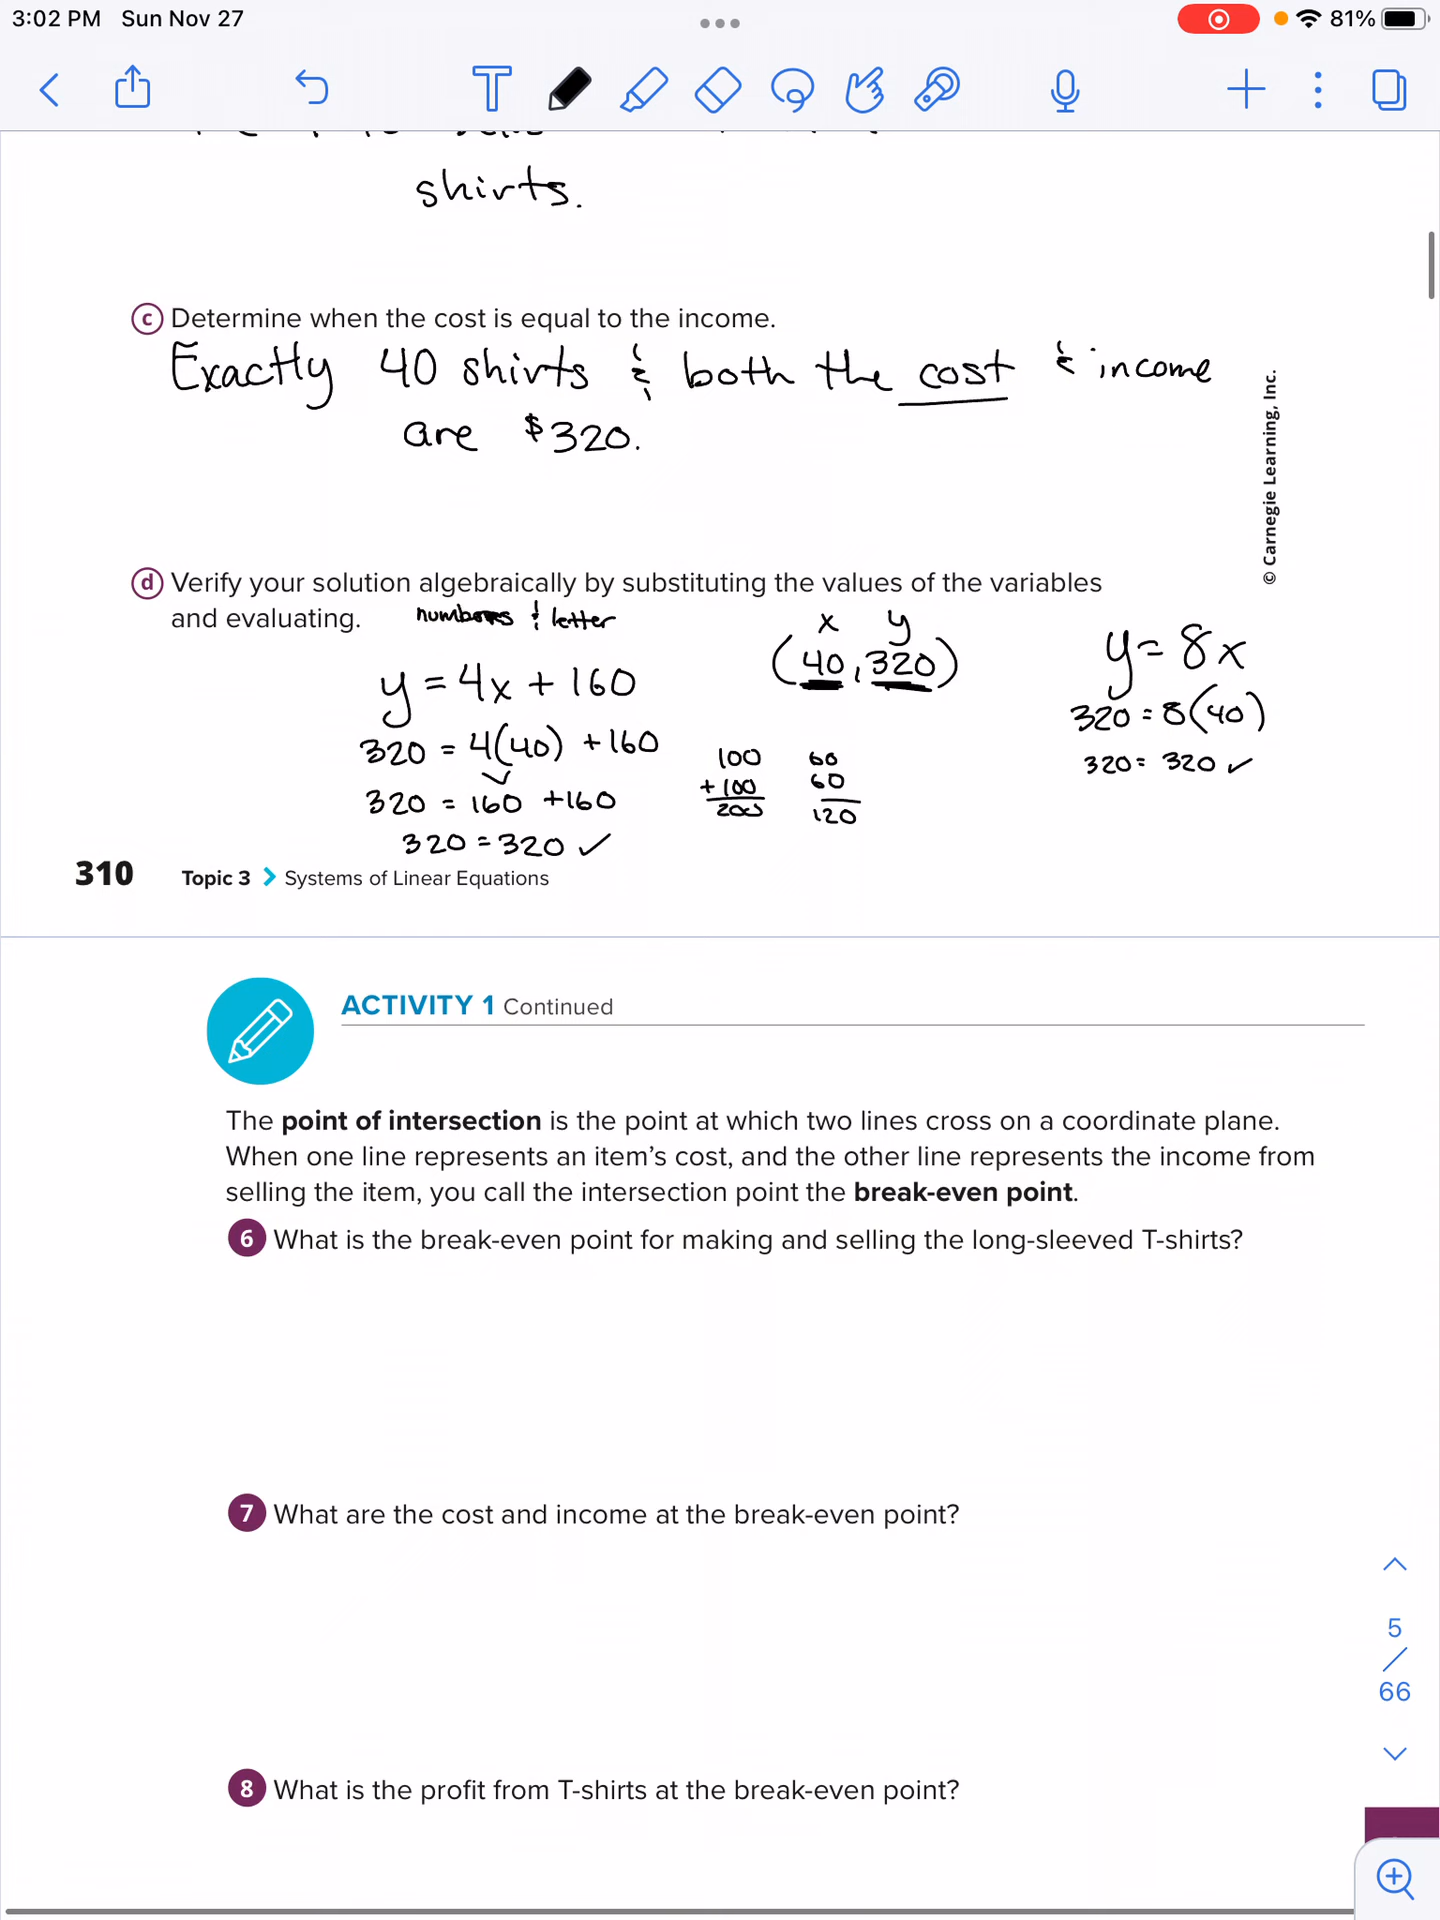 3:02 PM Sun Nov 27
81%
shirts.
c Determine when the cost is equal to the income.
Exactly 40 shirts & both the cost & income
are $320.
© Carnegie Learning, Inc.
d Verify your solution algebraically by substituting the values of the variables
and evaluating. numbers & letter
x y
(40, 320)
y = 4x + 160
320 = 4(40) + 160
320 = 160 + 160
320 = 320 ✓
100
+ 100
200
60
60
120
y = 8x
320 = 8(40)
320 = 320 ✓
310 Topic 3 > Systems of Linear Equations
ACTIVITY 1 Continued
The point of intersection is the point at which two lines cross on a coordinate plane.
When one line represents an item’s cost, and the other line represents the income from
selling the item, you call the intersection point the break-even point.
6 What is the break-even point for making and selling the long-sleeved T-shirts?
7 What are the cost and income at the break-even point?
8 What is the profit from T-shirts at the break-even point?
5
/
66